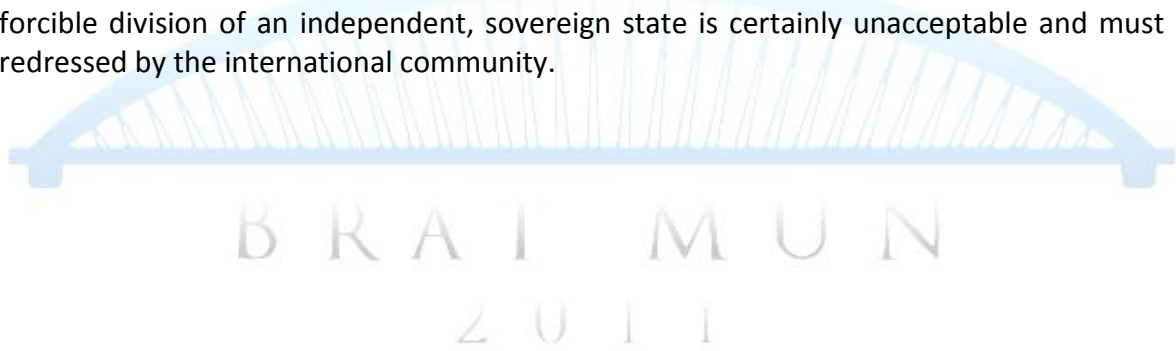 forcible division of an independent, sovereign state is certainly unacceptable and must
redressed by the international community.
BRAT MUN
2011